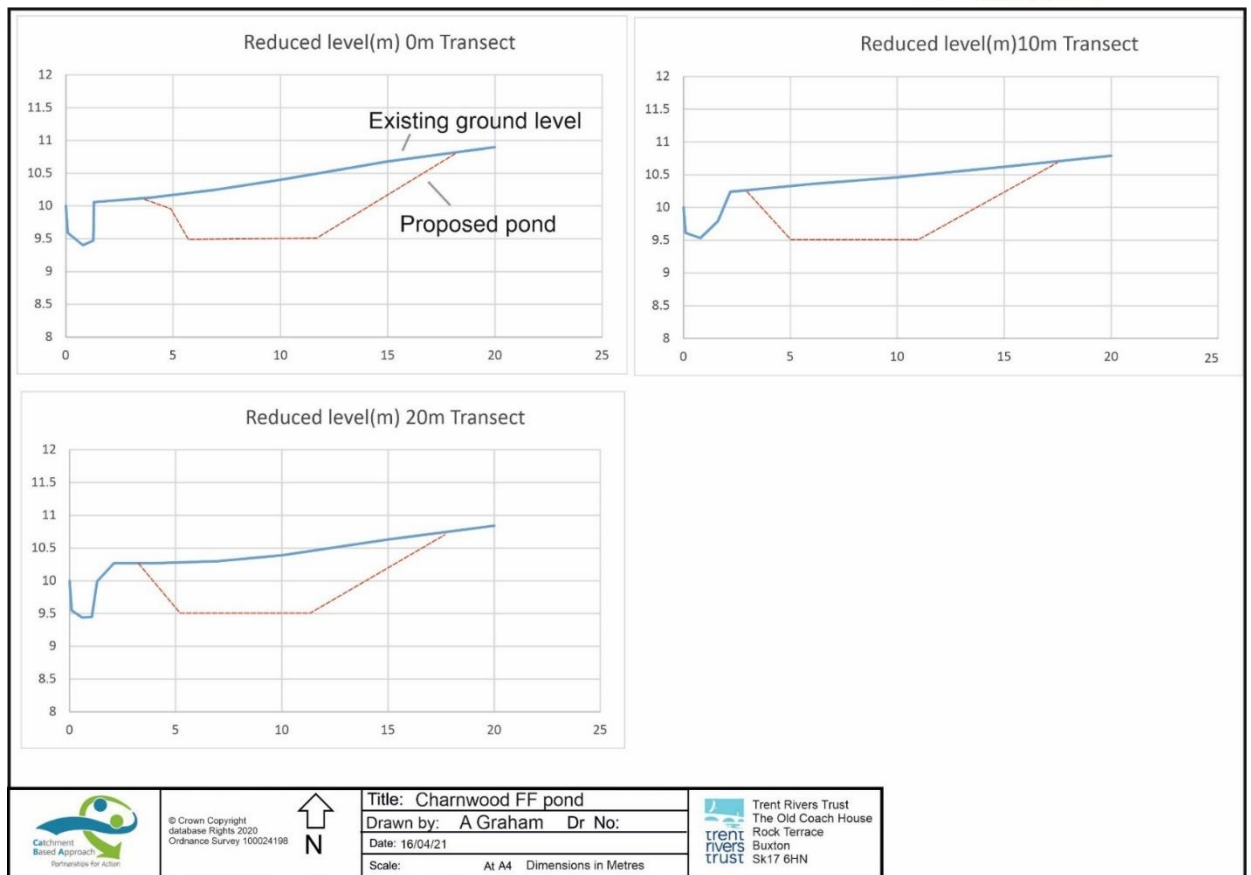 Reduced level(m) 0m Transect
12
11.5
11
10.5
10
9.5
9
8.5
8
0 5 10 15 20 25
Existing ground level
Proposed pond
Reduced level(m)10m Transect
12
11.5
11
10.5
10
9.5
9
8.5
8
0 5 10 15 20 25
Reduced level(m) 20m Transect
12
11.5
11
10.5
10
9.5
9
8.5
8
0 5 10 15 20 25
Catchment
Based Approach
Partnerships for Action
© Crown Copyright
database Rights 2020
Ordnance Survey 100024198
N
Title: Charnwood FF pond
Drawn by: A Graham Dr No:
Date: 16/04/21
Scale: At A4 Dimensions in Metres
trent
rivers
trust
Trent Rivers Trust
The Old Coach House
Rock Terrace
Buxton
Sk17 6HN